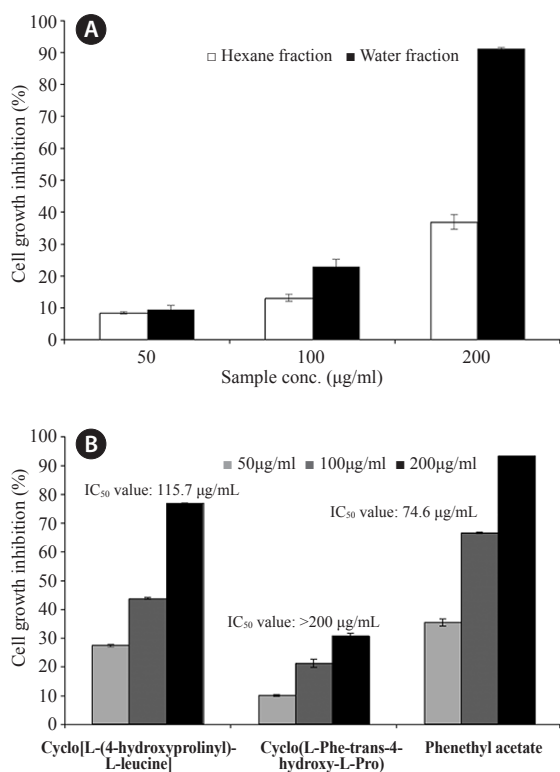 A
Hexane fraction Water fraction
Cell growth inhibition (%)
100
90
80
70
60
50
40
30
20
10
0
50 100 200
Sample conc. (μg/ml)
B
50μg/ml 100μg/ml 200μg/ml
Cell growth inhibition (%)
100
90
80
70
60
50
40
30
20
10
0
IC₅₀ value: 115.7 μg/mL
IC₅₀ value: >200 μg/mL
IC₅₀ value: 74.6 μg/mL
Cyclo[L-(4-hydroxyprolinyl)-
L-leucine]
Cyclo(L-Phe-trans-4-
hydroxy-L-Pro)
Phenethyl acetate